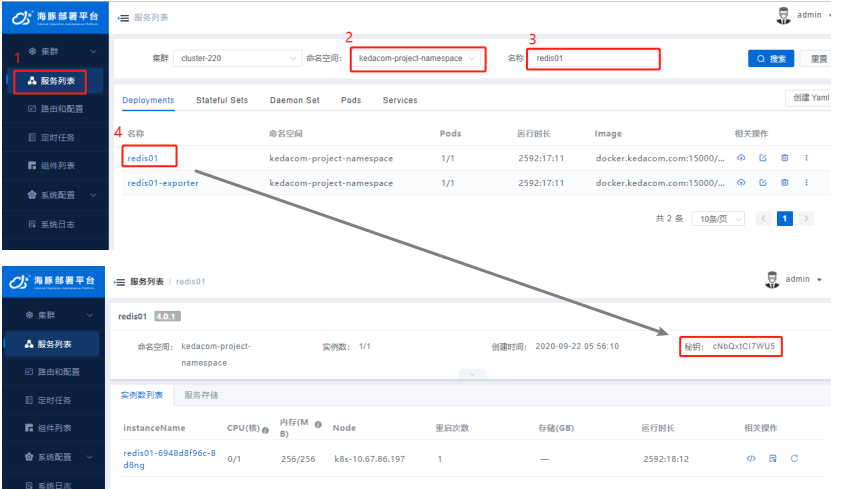 海豚部署平台
服务列表
admin
集群
服务列表
路由和配置
定时任务
组件列表
系统配置
系统日志
1
2
3
集群 cluster-220 命名空间: kedacom-project-namespace 名称 redis01 搜索 重置
Deployments Stateful Sets Daemon Set Pods Services 创建 Yaml
4 名称 命名空间 Pods 运行时长 Image 相关操作
redis01 kedacom-project-namespace 1/1 2592:17:11 docker.kedacom.com:15000/...
redis01-exporter kedacom-project-namespace 1/1 2592:17:11 docker.kedacom.com:15000/...
共 2 条 10条/页 < 1 >
海豚部署平台
服务列表 / redis01
admin
集群
服务列表
路由和配置
定时任务
组件列表
系统配置
系统日志
redis01 4.0.1
命名空间: kedacom-project-
namespace
实例数: 1/1
创建时间: 2020-09-22 05:56:10
秘钥: cNbQxtCI7WU5
实例数列表 服务存储
instanceName CPU(核) 内存(M
B) Node 重启次数 存储(GB) 运行时长 相关操作
redis01-6948d8f96c-8
d8ng 0/1 256/256 k8s-10.67.86.197 1 — 2592:18:12